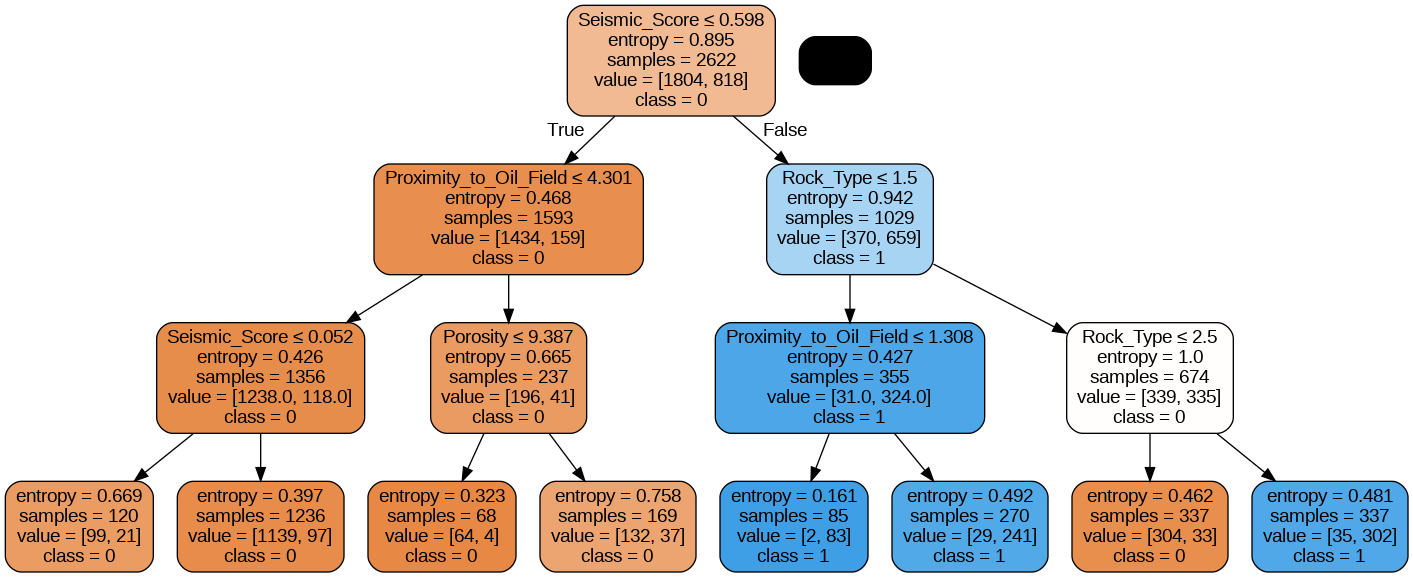 Seismic_Score ≤ 0.598
entropy = 0.895
samples = 2622
value = [1804, 818]
class = 0
True
False
Proximity_to_Oil_Field ≤ 4.301
entropy = 0.468
samples = 1593
value = [1434, 159]
class = 0
Rock_Type ≤ 1.5
entropy = 0.942
samples = 1029
value = [370, 659]
class = 1
Seismic_Score ≤ 0.052
entropy = 0.426
samples = 1356
value = [1238.0, 118.0]
class = 0
Porosity ≤ 9.387
entropy = 0.665
samples = 237
value = [196, 41]
class = 0
Proximity_to_Oil_Field ≤ 1.308
entropy = 0.427
samples = 355
value = [31.0, 324.0]
class = 1
Rock_Type ≤ 2.5
entropy = 1.0
samples = 674
value = [339, 335]
class = 0
entropy = 0.669
samples = 120
value = [99, 21]
class = 0
entropy = 0.397
samples = 1236
value = [1139, 97]
class = 0
entropy = 0.323
samples = 68
value = [64, 4]
class = 0
entropy = 0.758
samples = 169
value = [132, 37]
class = 0
entropy = 0.161
samples = 85
value = [2, 83]
class = 1
entropy = 0.492
samples = 270
value = [29, 241]
class = 1
entropy = 0.462
samples = 337
value = [304, 33]
class = 0
entropy = 0.481
samples = 337
value = [35, 302]
class = 1